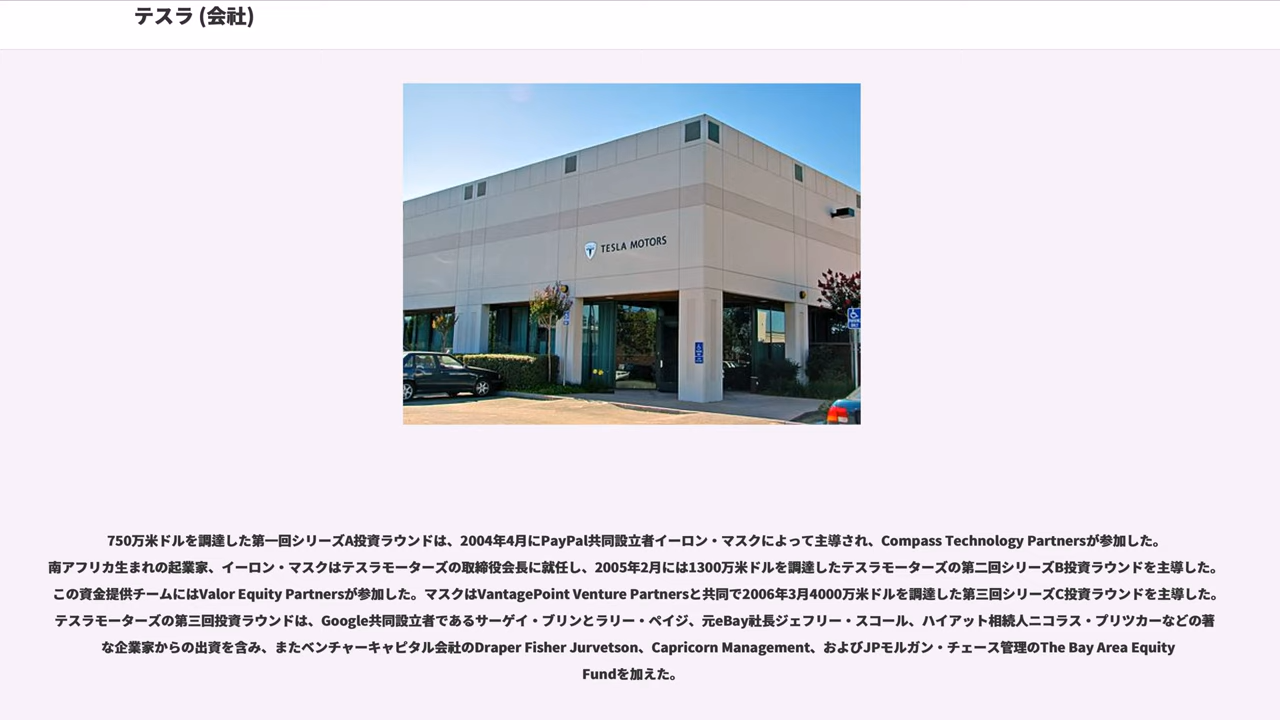 テスラ (会社)
TESLA MOTORS
750万米ドルを調達した第一回シリーズA投資ラウンドは、2004年4月にPayPal共同設立者イーロン・マスクによって主導され、Compass Technology Partnersが参加した。
南アフリカ生まれの起業家、イーロン・マスクはテスラモーターズの取締役会長に就任し、2005年2月には1300万米ドルを調達したテスラモーターズの第二回シリーズB投資ラウンドを主導した。
この資金提供チームにはValor Equity Partnersが参加した。マスクはVantagePoint Venture Partnersと共同で2006年3月4000万米ドルを調達した第三回シリーズC投資ラウンドを主導した。
テスラモーターズの第三回投資ラウンドは、Google共同設立者であるサーゲイ・ブリンとラリー・ペイジ、元eBay社長ジェフリー・スコール、ハイアット相続人ニコラス・プリツカーなどの著
な企業家からの出資を含み、またベンチャーキャピタル会社のDraper Fisher Jurvetson、Capricorn Management、およびJPモルガン・チェース管理のThe Bay Area Equity
Fundを加えた。